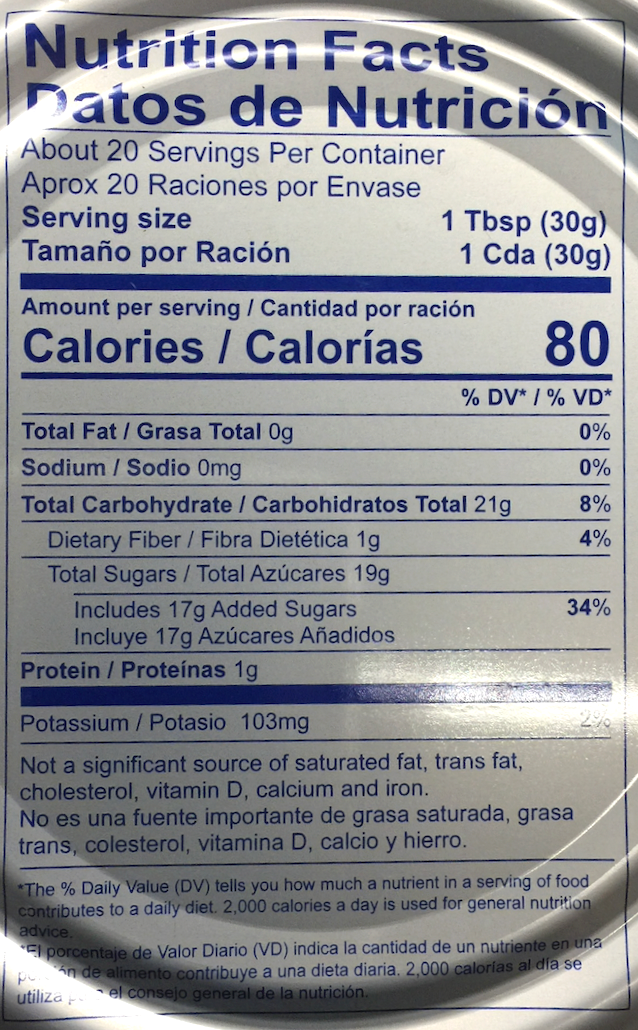 Nutrition Facts
Datos de Nutrición
About 20 Servings Per Container
Aprox 20 Raciones por Envase
Serving size 1 Tbsp (30g)
Tamaño por Ración 1 Cda (30g)
Amount per serving / Cantidad por ración
Calories / Calorías 80
% DV* / % VD*
Total Fat / Grasa Total 0g 0%
Sodium / Sodio 0mg 0%
Total Carbohydrate / Carbohidratos Total 21g 8%
Dietary Fiber / Fibra Dietética 1g 4%
Total Sugars / Total Azúcares 19g
Includes 17g Added Sugars 34%
Incluye 17g Azúcares Añadidos
Protein / Proteínas 1g
Potassium / Potasio 103mg 2%
Not a significant source of saturated fat, trans fat,
cholesterol, vitamin D, calcium and iron.
No es una fuente importante de grasa saturada, grasa
trans, colesterol, vitamina D, calcio y hierro.
*The % Daily Value (DV) tells you how much a nutrient in a serving of food
contributes to a daily diet. 2,000 calories a day is used for general nutrition
advice.
*El porcentaje de Valor Diario (VD) indica la cantidad de un nutriente en una
de alimento contribuye a una dieta diaria. 2,000 calorías al día se
utiliza el consejo general de la nutrición.